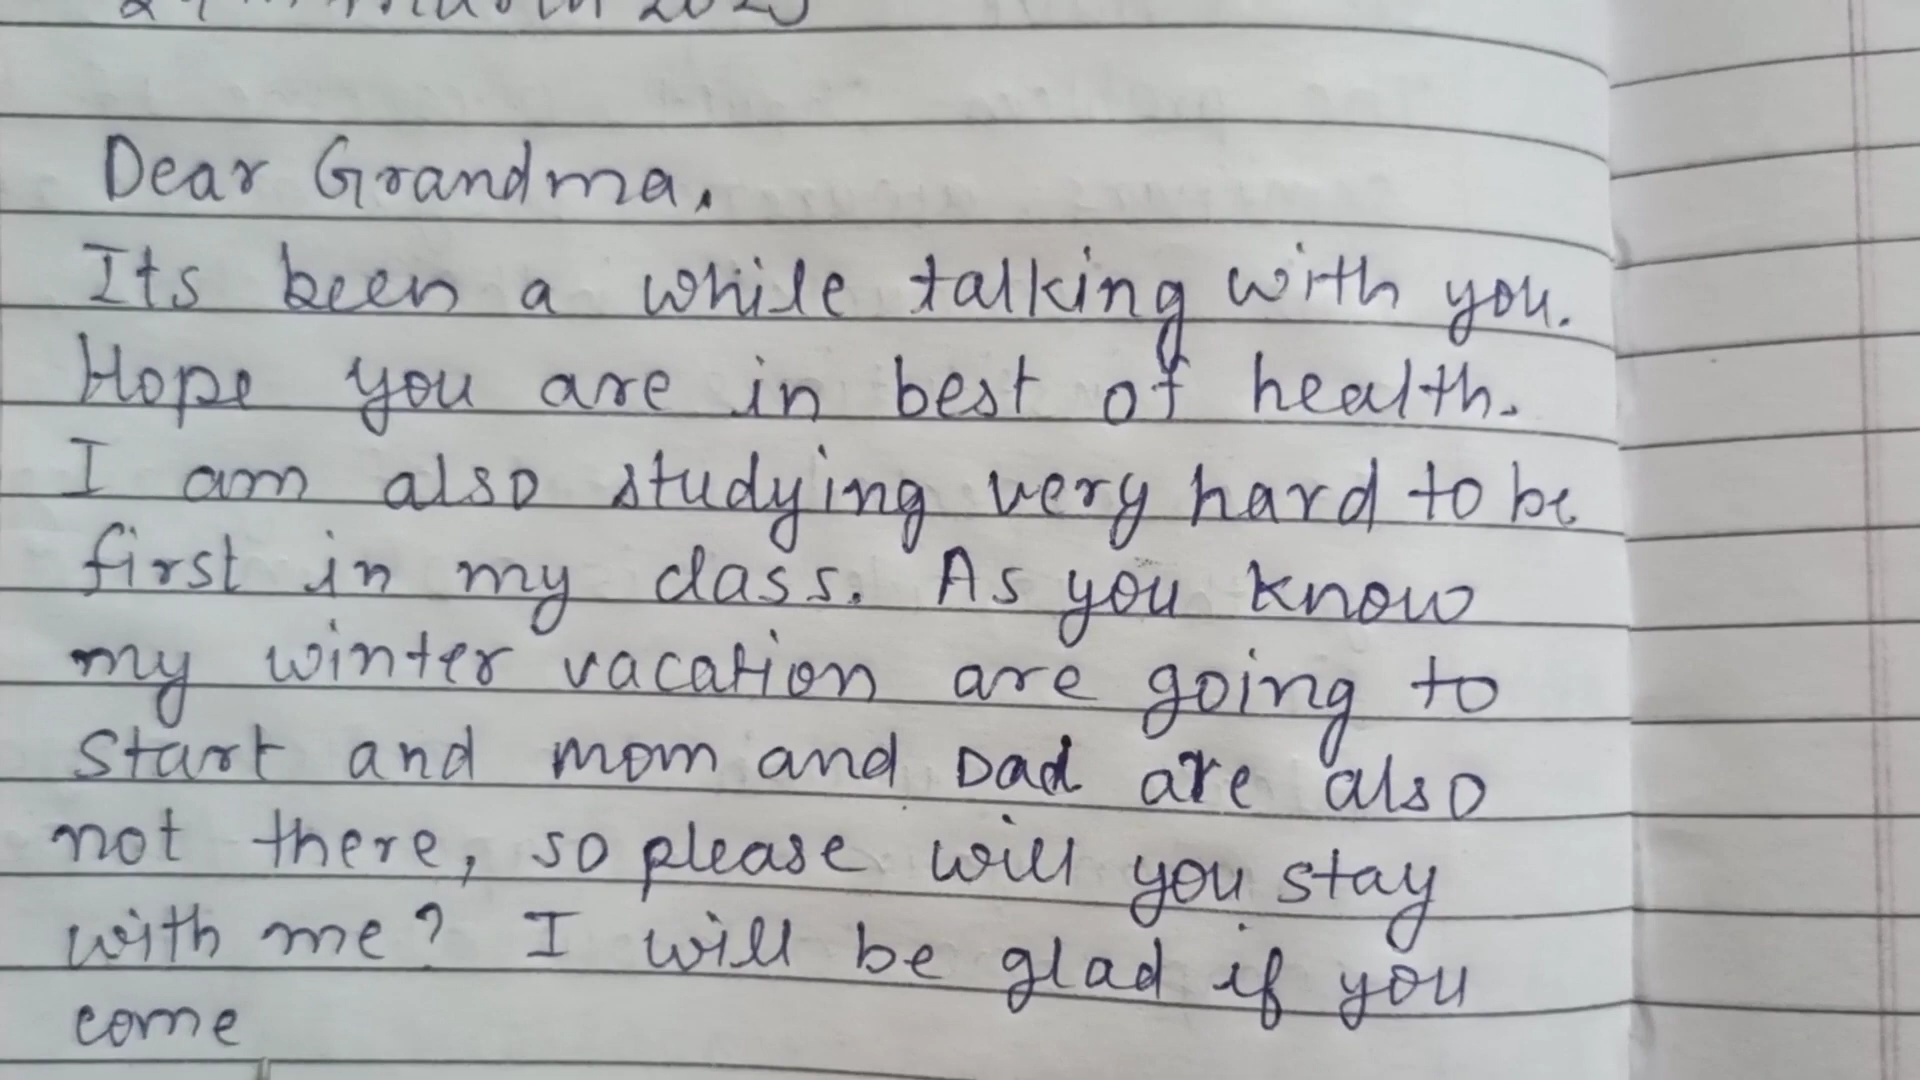 Dear Grandma,
Its been a while talking with you.
Hope you are in best of health.
I am also studying very hard to be
first in my class. As you know
my winter vacation are going to
start and mom and Dad are also
not there, so please will you stay
with me? I will be glad if you
come